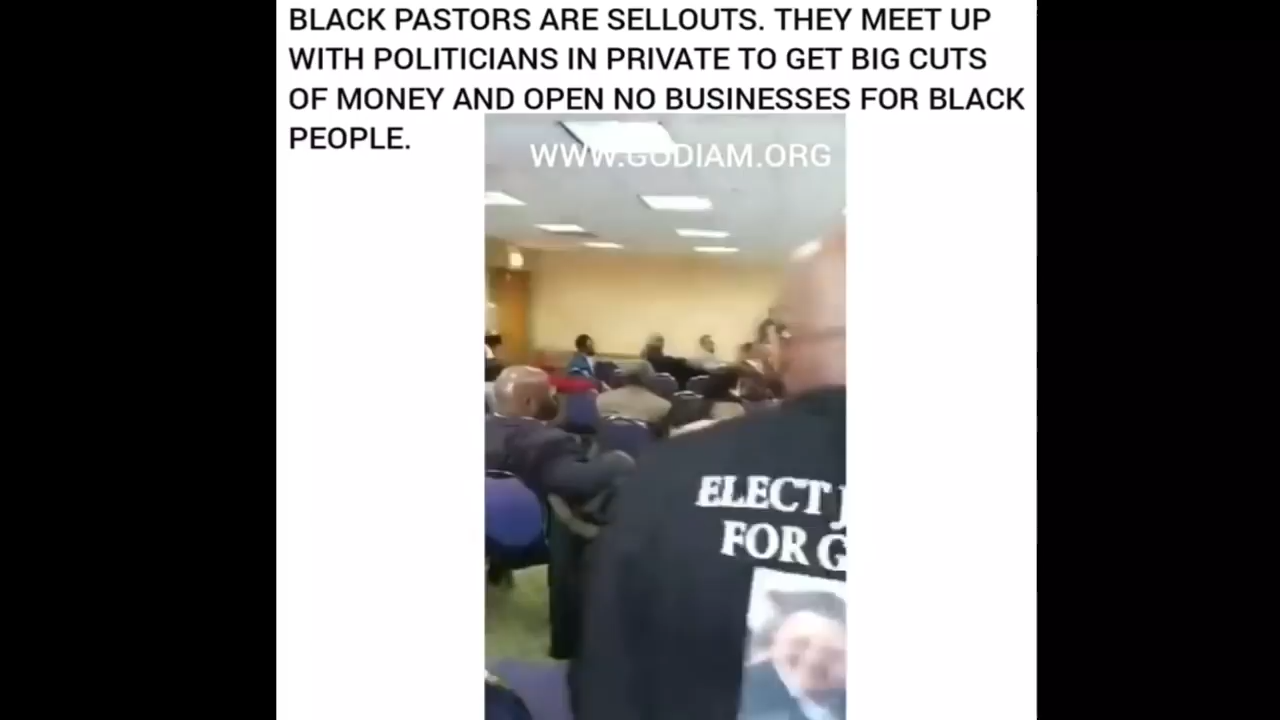 BLACK PASTORS ARE SELLOUTS. THEY MEET UP
WITH POLITICIANS IN PRIVATE TO GET BIG CUTS
OF MONEY AND OPEN NO BUSINESSES FOR BLACK
PEOPLE.
WWW.GODIAM.ORG
ELECT J
FOR G